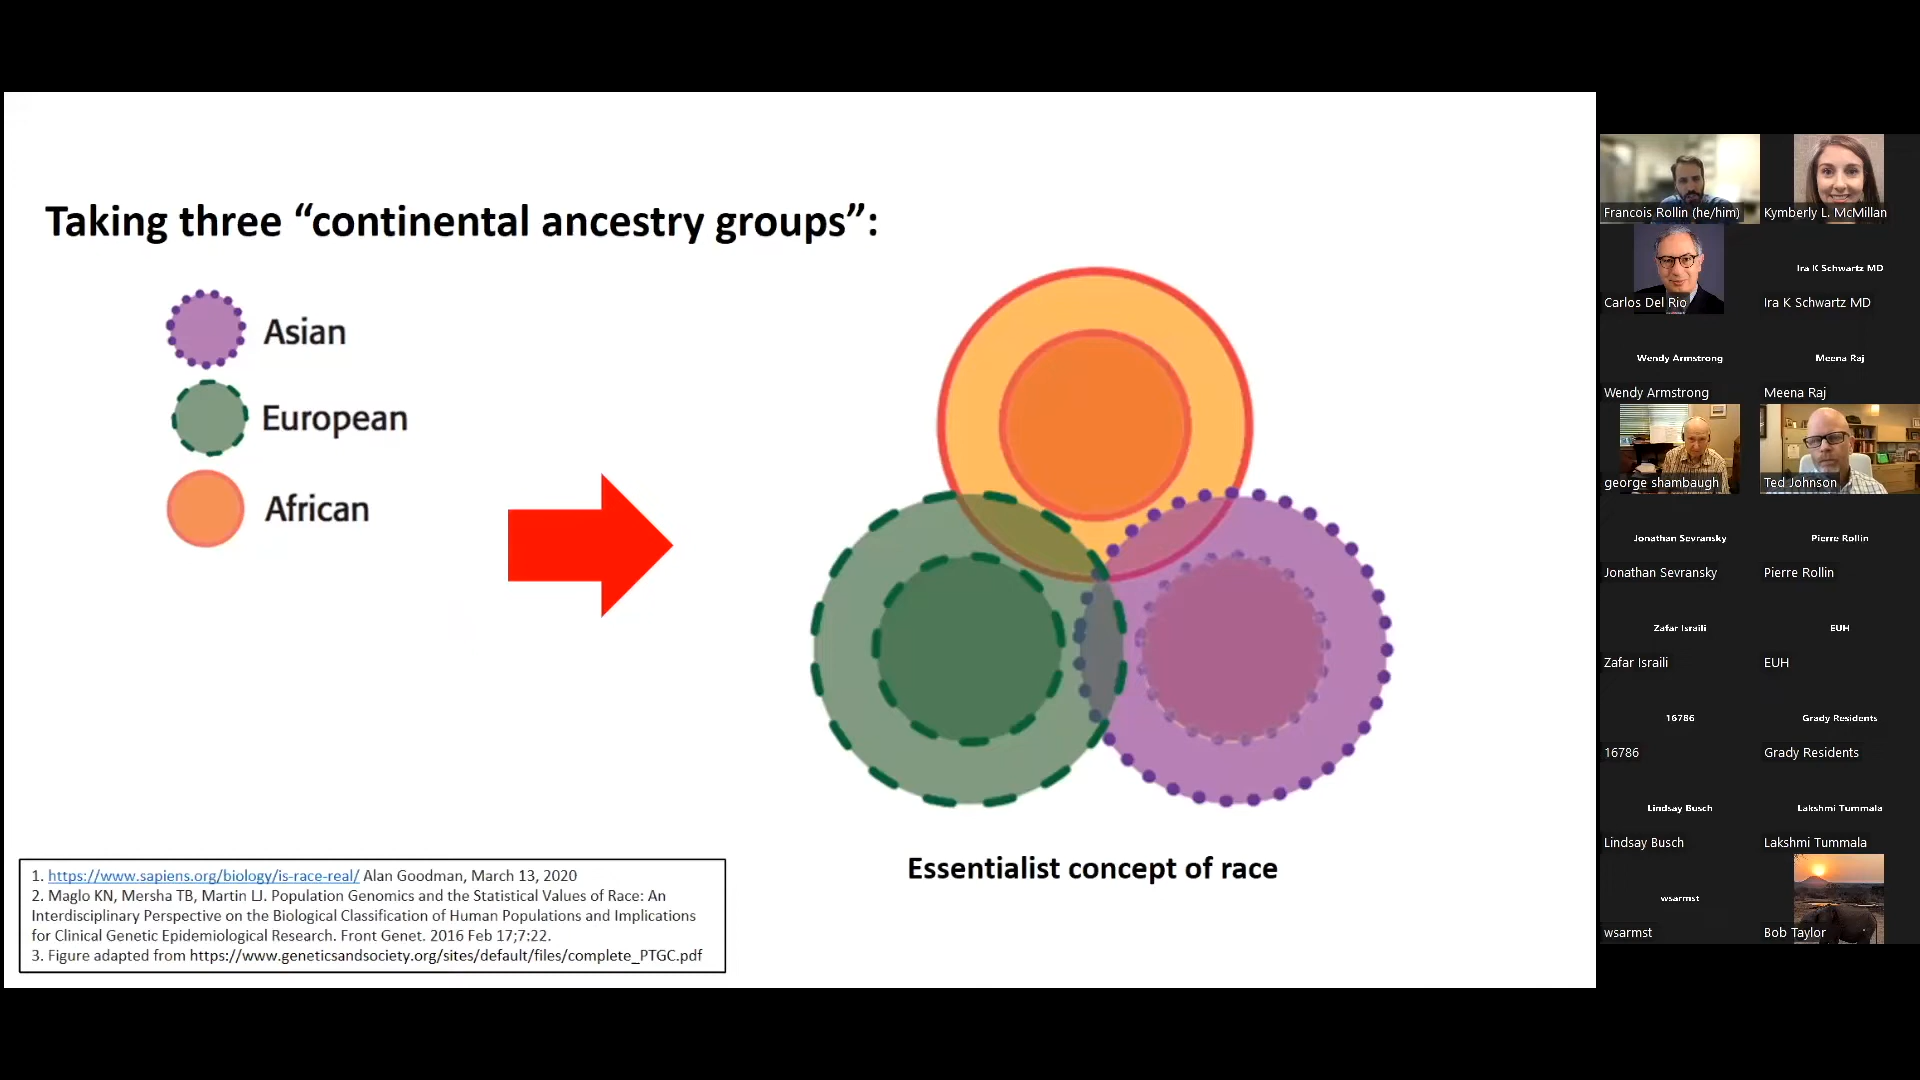 Taking three “continental ancestry groups”:
Asian
European
African
Essentialist concept of race
1. https://www.sapiens.org/biology/is-race-real/ Alan Goodman, March 13, 2020
2. Maglo KN, Mersha TB, Martin LJ. Population Genomics and the Statistical Values of Race: An
Interdisciplinary Perspective on the Biological Classification of Human Populations and Implications
for Clinical Genetic Epidemiological Research. Front Genet. 2016 Feb 17;7:22.
3. Figure adapted from https://www.geneticsandsociety.org/sites/default/files/complete_PTGC.pdf
Francois Rollin (he/him)
Kymberly L. McMillan
Carlos Del Rio
Ira K Schwartz MD
Ira K Schwartz MD
Wendy Armstrong
Wendy Armstrong
Meena Raj
Meena Raj
george shambaugh
Ted Johnson
Jonathan Sevransky
Jonathan Sevransky
Pierre Rollin
Pierre Rollin
Zafar Israili
Zafar Israili
EUH
EUH
16786
16786
Grady Residents
Grady Residents
Lindsay Busch
Lindsay Busch
Lakshmi Tummala
Lakshmi Tummala
wsarmst
wsarmst
Bob Taylor